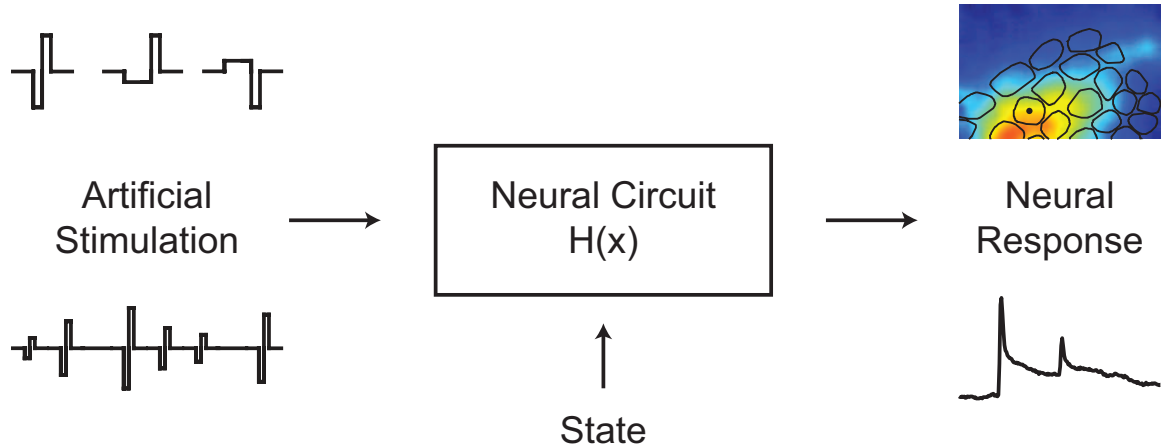 Artificial
Stimulation
Neural Circuit
H(x)
Neural
Response
State